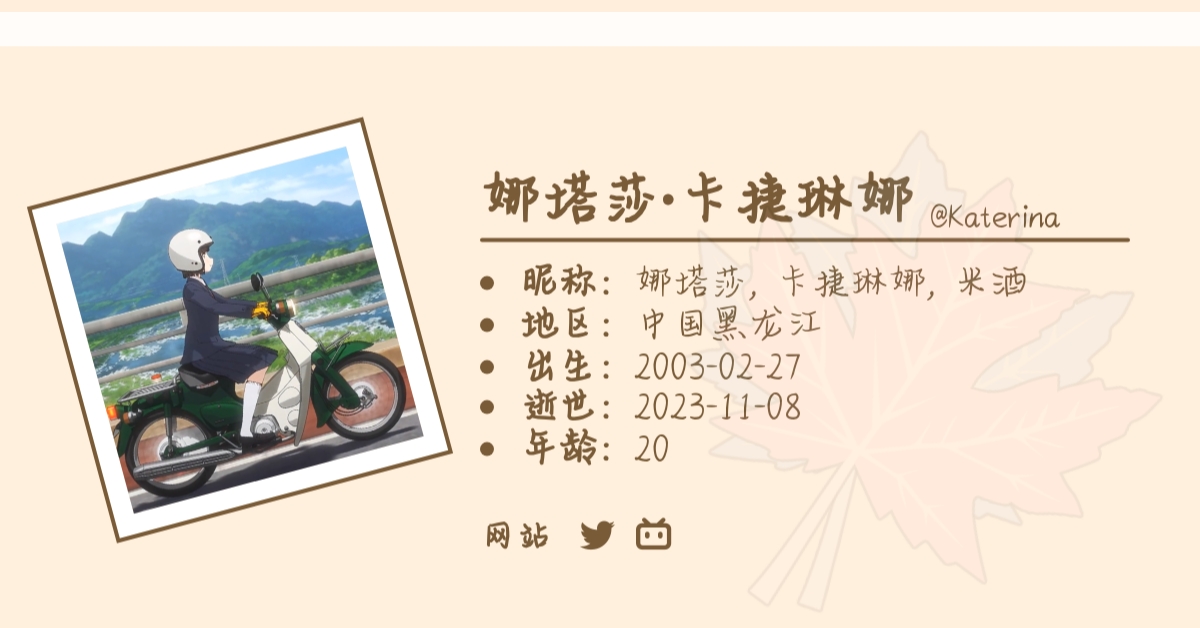 娜塔莎·卡捷琳娜 @Katerina
昵称： 娜塔莎, 卡捷琳娜, 米酒
地区： 中国黑龙江
出生： 2003-02-27
逝世： 2023-11-08
年龄： 20
网站